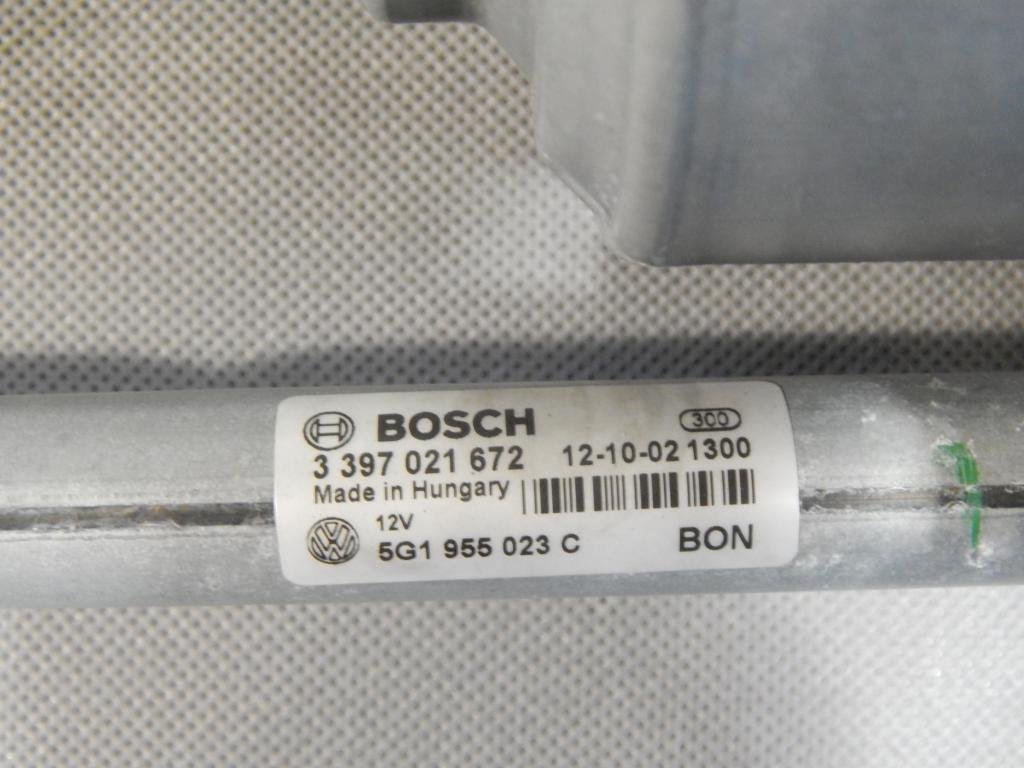 BOSCH 300
3 397 021 672 12-10-02 1300
Made in Hungary
12V
5G1 955 023 C BON